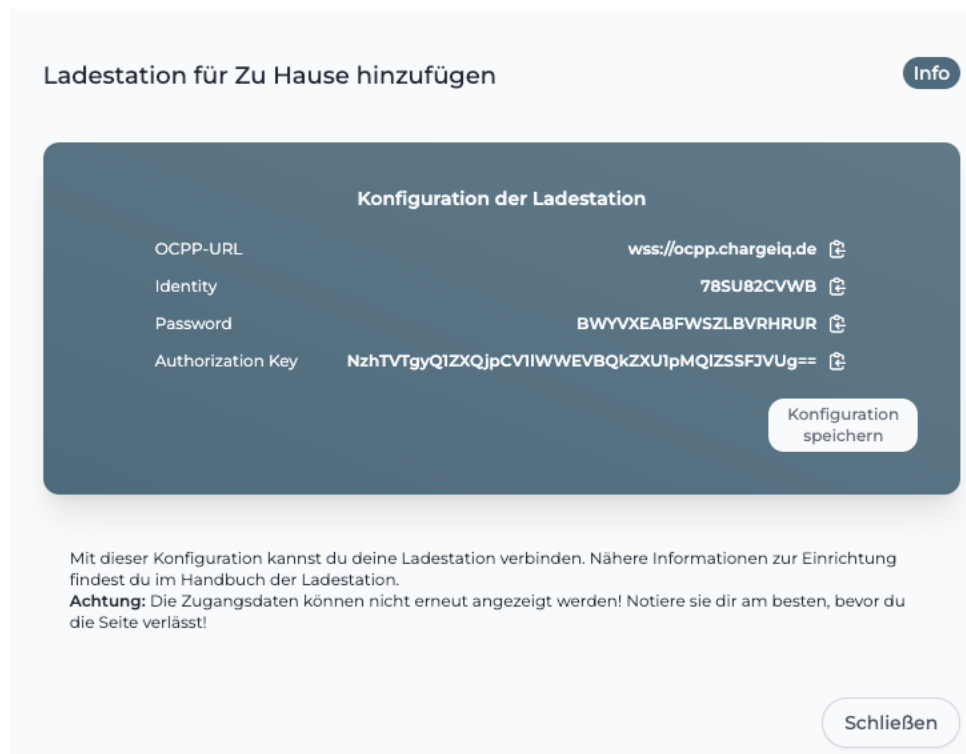 Ladestation für Zu Hause hinzufügen
Info
Konfiguration der Ladestation
OCPP-URL wss://ocpp.chargeiq.de
Identity 78SU82CVWB
Password BWYVXEABFWSZLBVRHRUR
Authorization Key NzhTVTgyQ1ZXQjpCV1lWWEVBQkZXU1pMQlZSSFJVUg==
Konfiguration
speichern
Mit dieser Konfiguration kannst du deine Ladestation verbinden. Nähere Informationen zur Einrichtung
findest du im Handbuch der Ladestation.
Achtung: Die Zugangsdaten können nicht erneut angezeigt werden! Notiere sie dir am besten, bevor du
die Seite verlässt!
Schließen